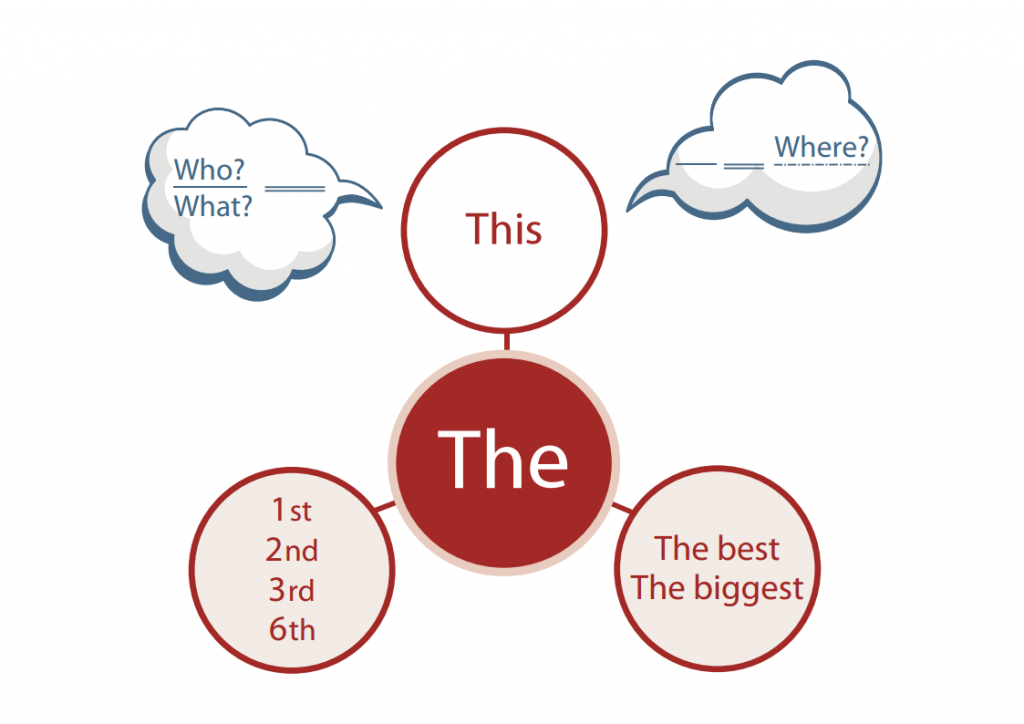 Who?
What?
Where?
This
The
1st
2nd
3rd
6th
The best
The biggest